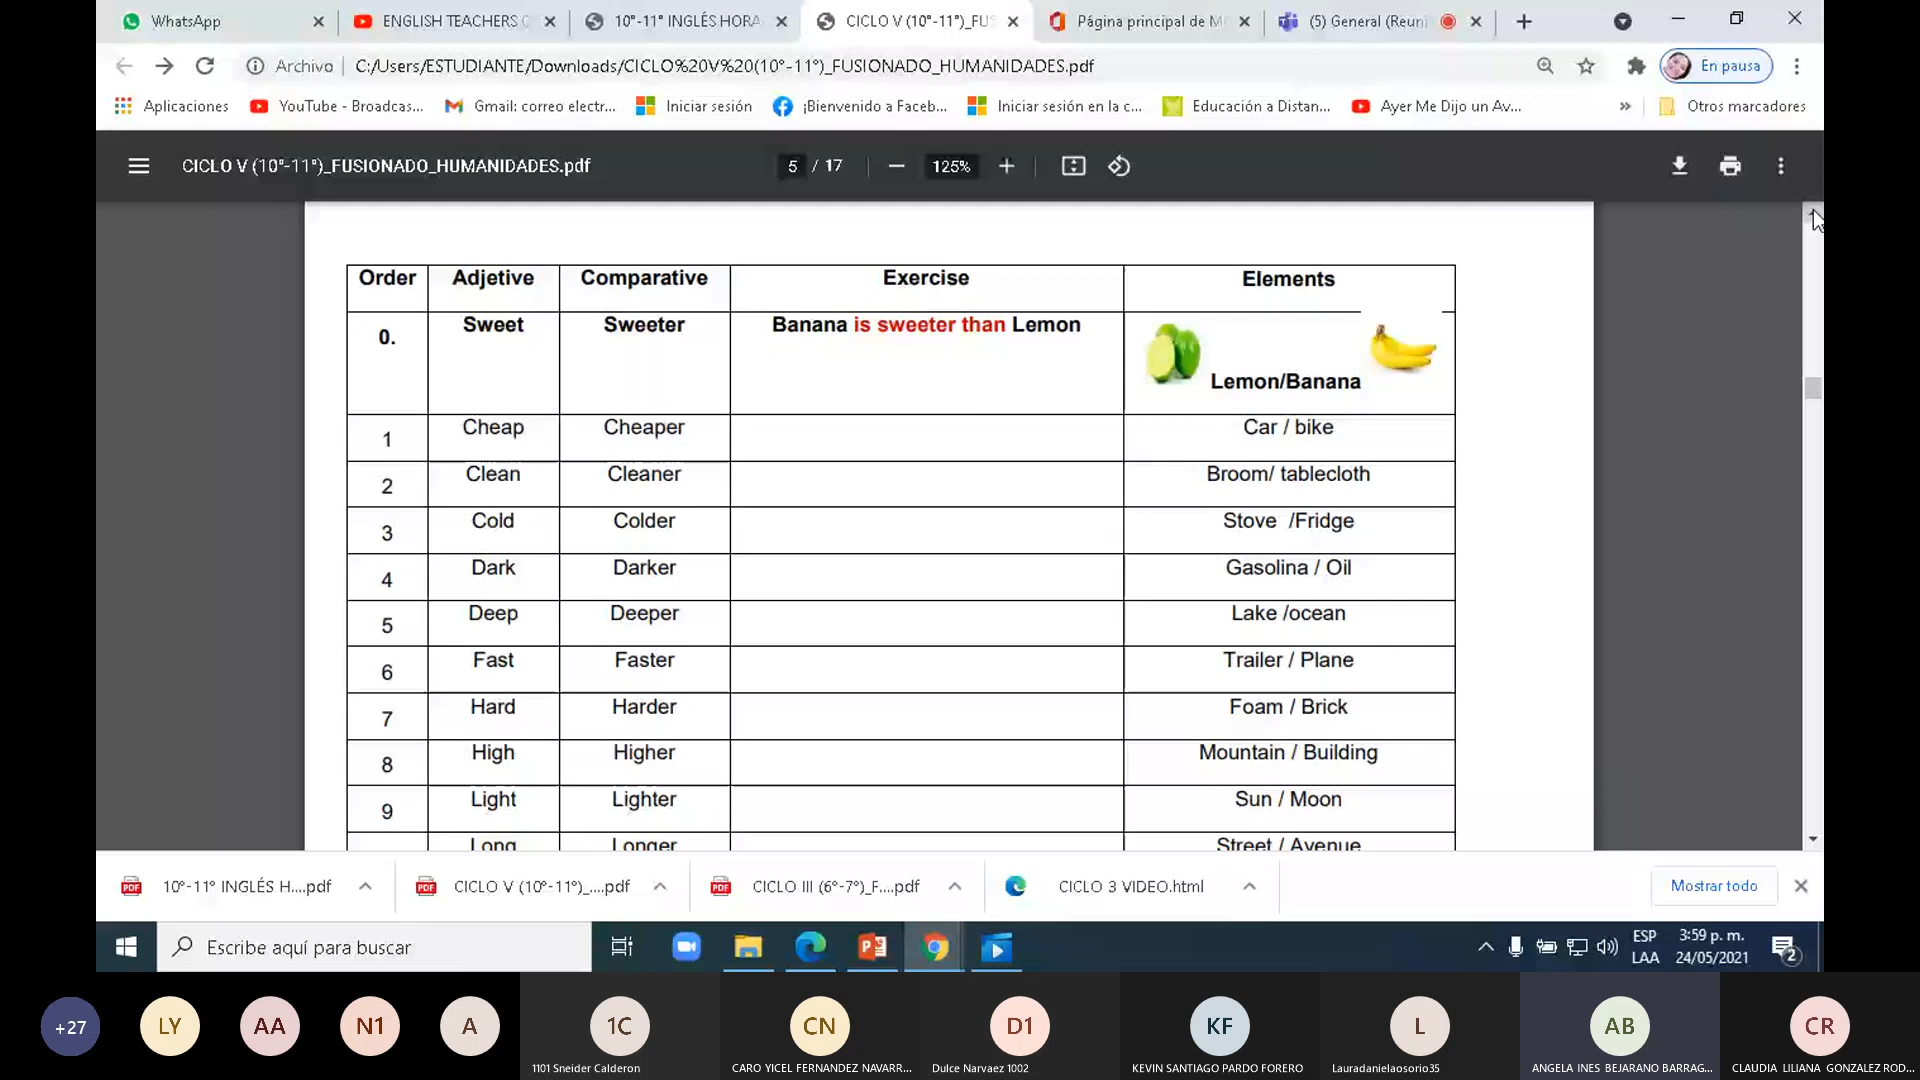 WhatsApp
ENGLISH TEACHERS
10°-11° INGLÉS HORA
CICLO V (10°-11°)_FUS
Página principal de M
(5) General (Reuni
Archivo
C:/Users/ESTUDIANTE/Downloads/CICLO%20V%20(10°-11°)_FUSIONADO_HUMANIDADES.pdf
En pausa
Aplicaciones
YouTube - Broadcas...
Gmail: correo electr...
Iniciar sesión
¡Bienvenido a Faceb...
Iniciar sesión en la c...
Educación a Distan...
Ayer Me Dijo un Av...
»
Otros marcadores
CICLO V (10°-11°)_FUSIONADO_HUMANIDADES.pdf
5 / 17
125%
Order Adjetive Comparative Exercise Elements
0. Sweet Sweeter Banana is sweeter than Lemon Lemon/Banana
1 Cheap Cheaper Car / bike
2 Clean Cleaner Broom/ tablecloth
3 Cold Colder Stove /Fridge
4 Dark Darker Gasolina / Oil
5 Deep Deeper Lake /ocean
6 Fast Faster Trailer / Plane
7 Hard Harder Foam / Brick
8 High Higher Mountain / Building
9 Light Lighter Sun / Moon
Long Longer Street / Avenue
10°-11° INGLÉS H....pdf
CICLO V (10°-11°)_....pdf
CICLO III (6°-7°)_F....pdf
CICLO 3 VIDEO.html
Mostrar todo
Escribe aquí para buscar
ESP
LAA
3:59 p. m.
24/05/2021
2
+27
LY
AA
N1
A
1C
CN
D1
KF
L
AB
CR
1101 Sneider Calderon
CARO YICEL FERNANDEZ NAVARR...
Dulce Narvaez 1002
KEVIN SANTIAGO PARDO FORERO
Lauradanielaosorio35
ANGELA INES BEJARANO BARRAG...
CLAUDIA LILIANA GONZALEZ ROD...